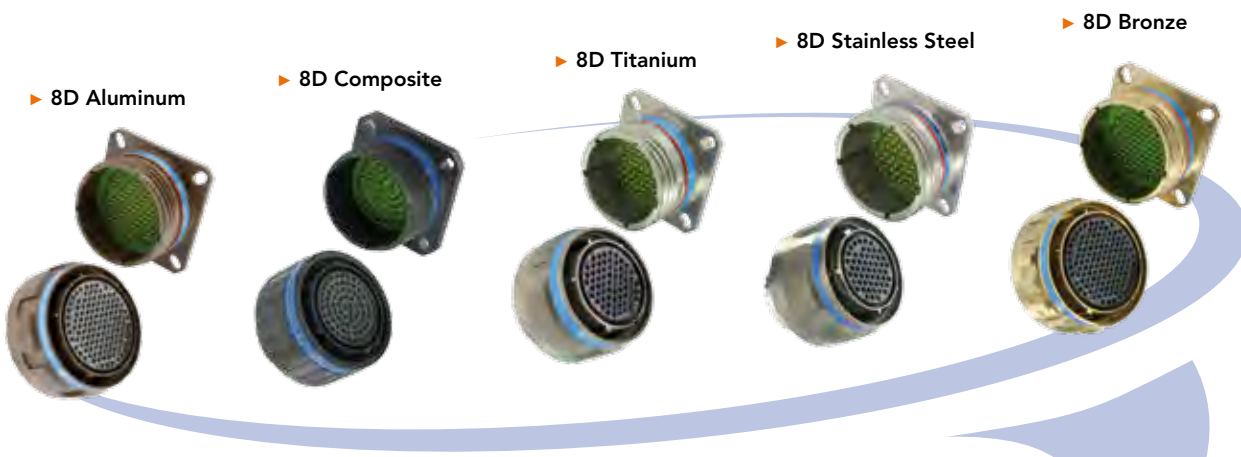 ► 8D Aluminum
► 8D Composite
► 8D Titanium
► 8D Stainless Steel
► 8D Bronze